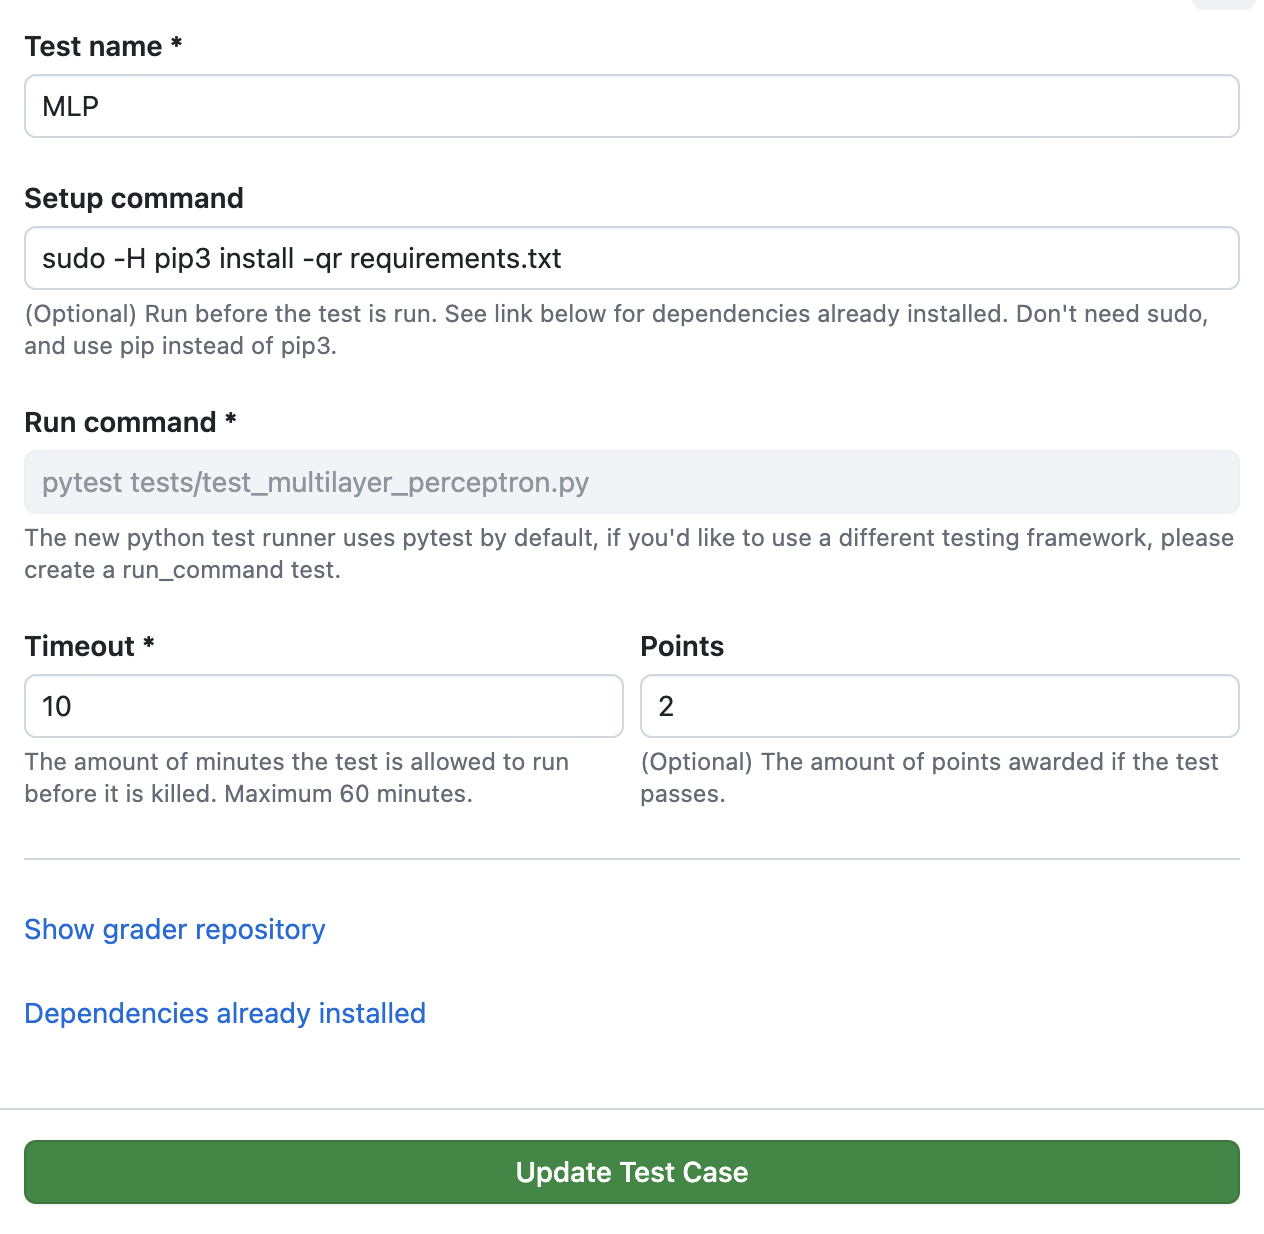 Test name *
MLP
Setup command
sudo -H pip3 install -qr requirements.txt
(Optional) Run before the test is run. See link below for dependencies already installed. Don't need sudo,
and use pip instead of pip3.
Run command *
pytest tests/test_multilayer_perceptron.py
The new python test runner uses pytest by default, if you'd like to use a different testing framework, please
create a run_command test.
Timeout *
10
The amount of minutes the test is allowed to run
before it is killed. Maximum 60 minutes.
Points
2
(Optional) The amount of points awarded if the test
passes.
Show grader repository
Dependencies already installed
Update Test Case